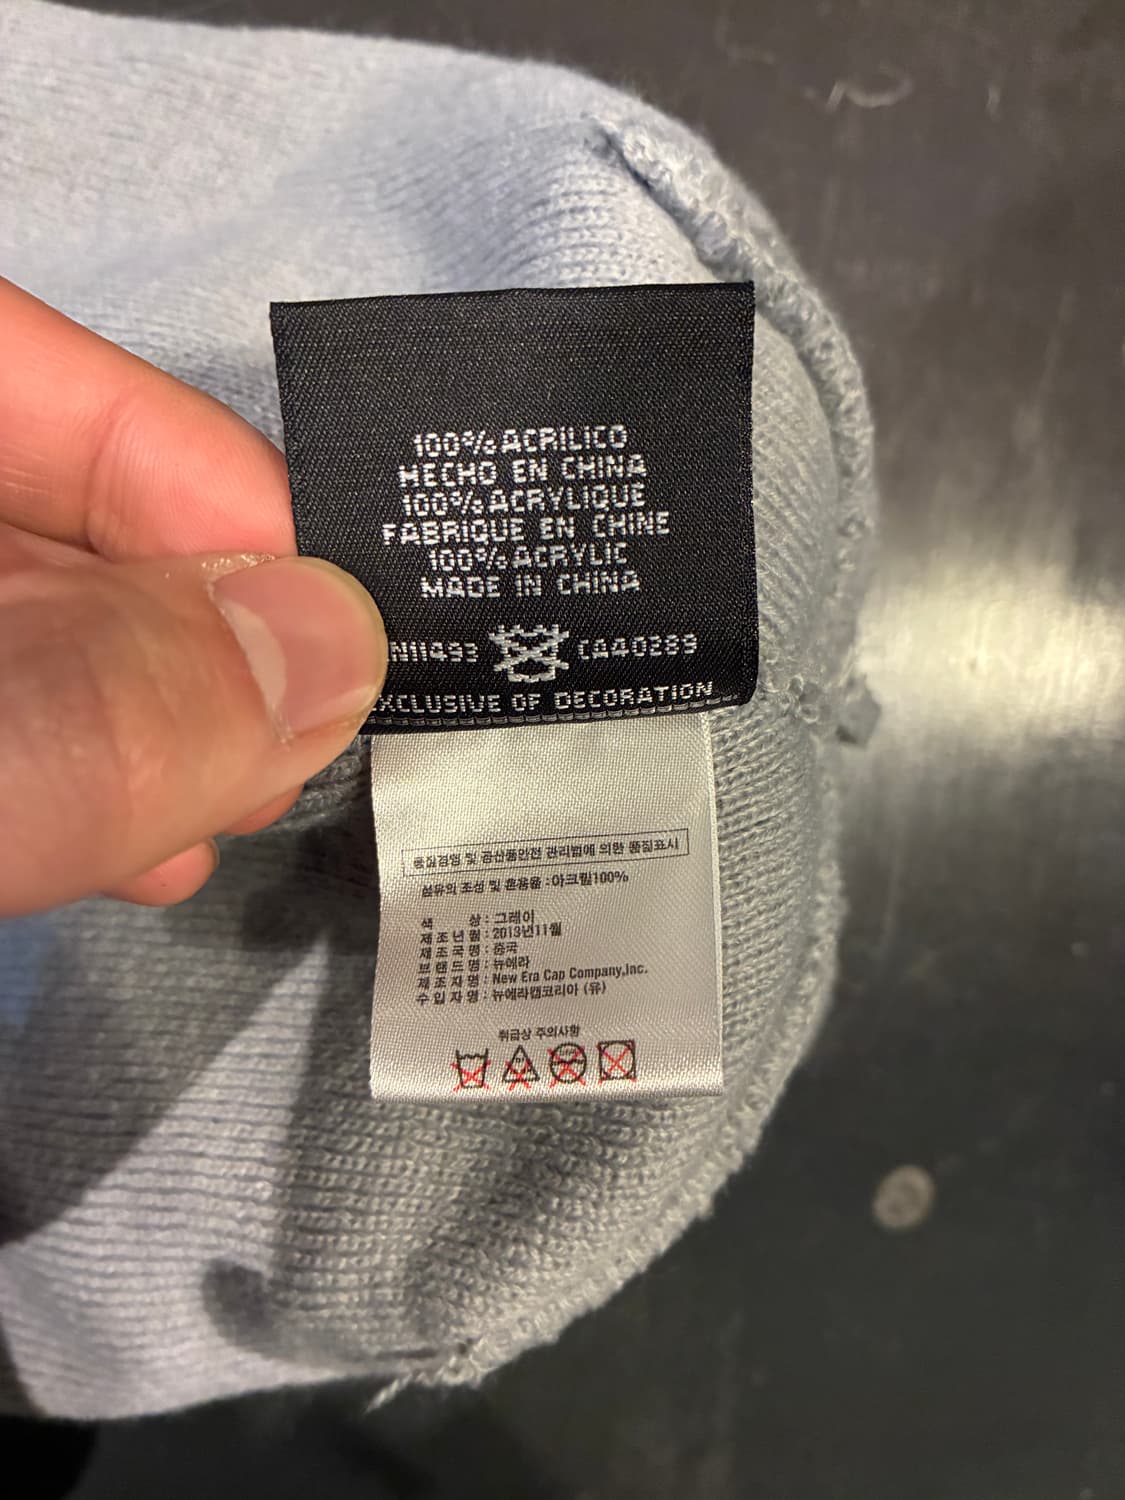 100% ACRILICO
HECHO EN CHINA
100% ACRYLIQUE
FABRIQUE EN CHINE
100% ACRYLIC
MADE IN CHINA
CA40289
EXCLUSIVE OF DECORATION
품질경영 및 공산품안전 관리법에 의한 품질표시
섬유의 조성 및 혼용율 : 아크릴100%
색 상 : 그레이
제조년월 : 2013년11월
제조국명 : 중국
브랜드명 : 뉴에라
제조자명 : New Era Cap Company,Inc.
수입자명 : 뉴에라캡코리아 (유)
취급상 주의사항